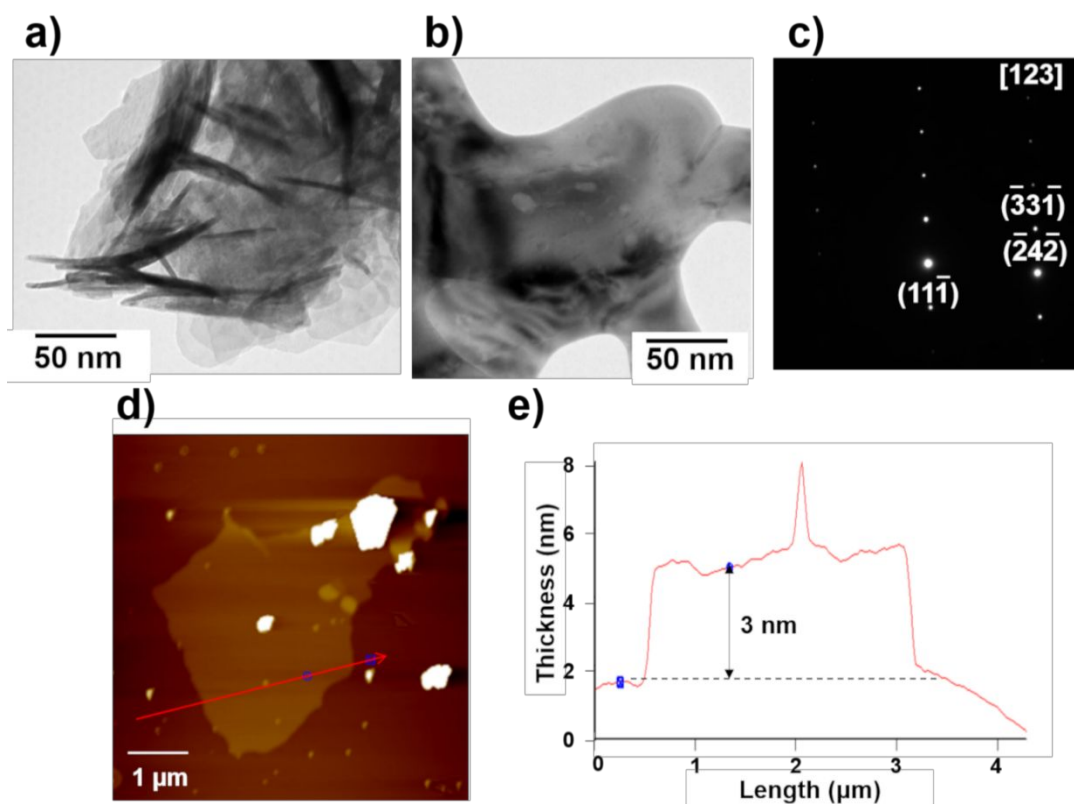 a)
b)
c)
50 nm
50 nm
[123]
(3̄31̄)
(2̄42̄)
(111̄)
d)
e)
1 µm
Thickness (nm)
8
6
4
2
0
3 nm
0 1 2 3 4
Length (µm)